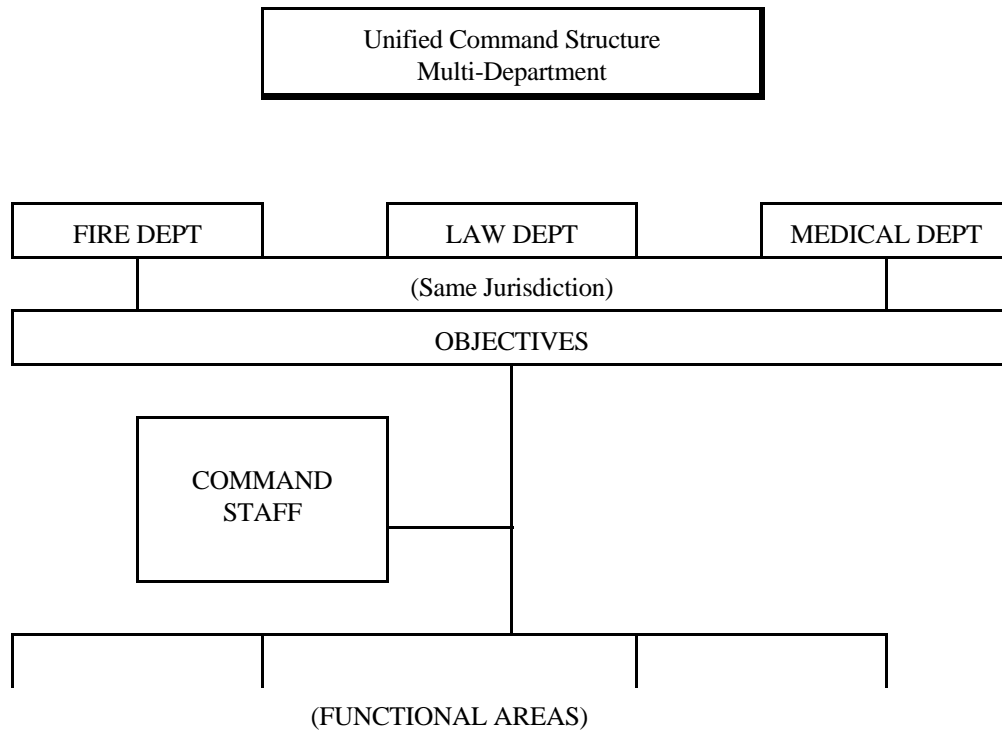 Unified Command Structure
Multi-Department
FIRE DEPT
LAW DEPT
MEDICAL DEPT
(Same Jurisdiction)
OBJECTIVES
COMMAND
STAFF
(FUNCTIONAL AREAS)